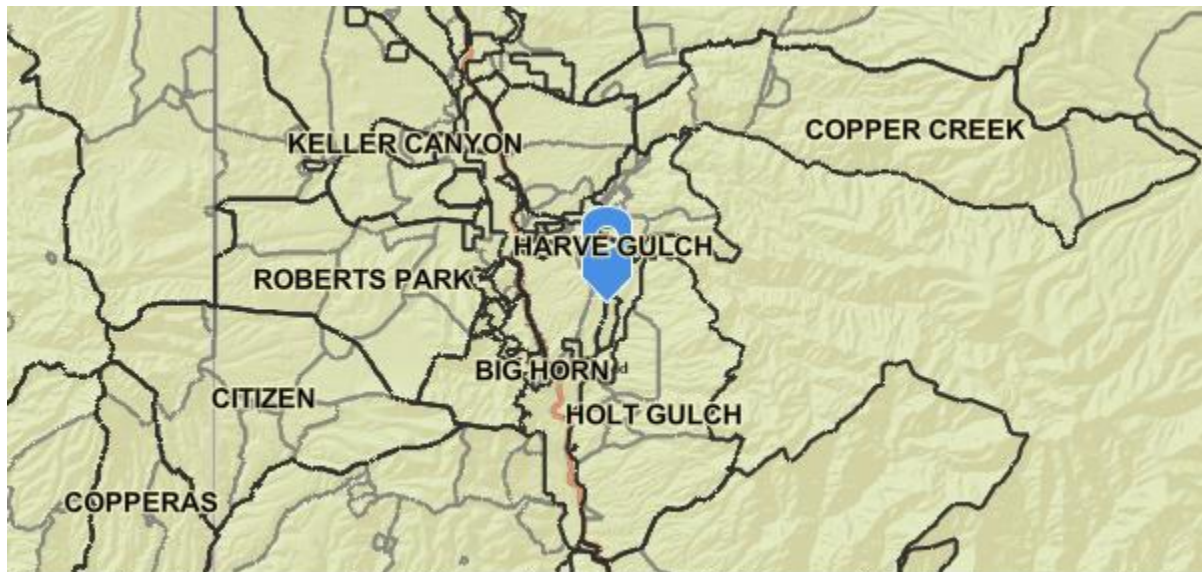 KELLER CANYON
COPPER CREEK
HARVE GULCH
ROBERTS PARK
BIG HORN
CITIZEN
HOLT GULCH
COPPERAS